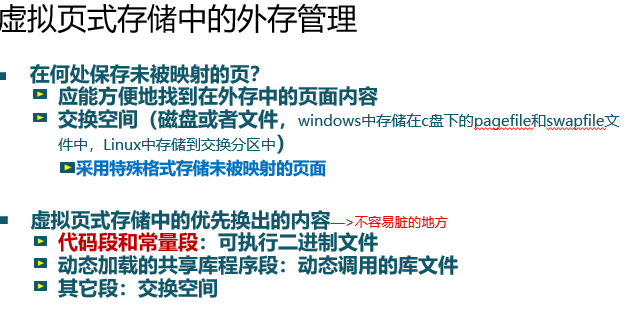 虚拟页式存储中的外存管理
在何处保存未被映射的页？
应能方便地找到在外存中的页面内容
交换空间（磁盘或者文件，windows中存储在c盘下的pagefile和swapfile文
件中，Linux中存储到交换分区中）
采用特殊格式存储未被映射的页面
虚拟页式存储中的优先换出的内容—>不容易脏的地方
代码段和常量段：可执行二进制文件
动态加载的共享库程序段：动态调用的库文件
其它段：交换空间